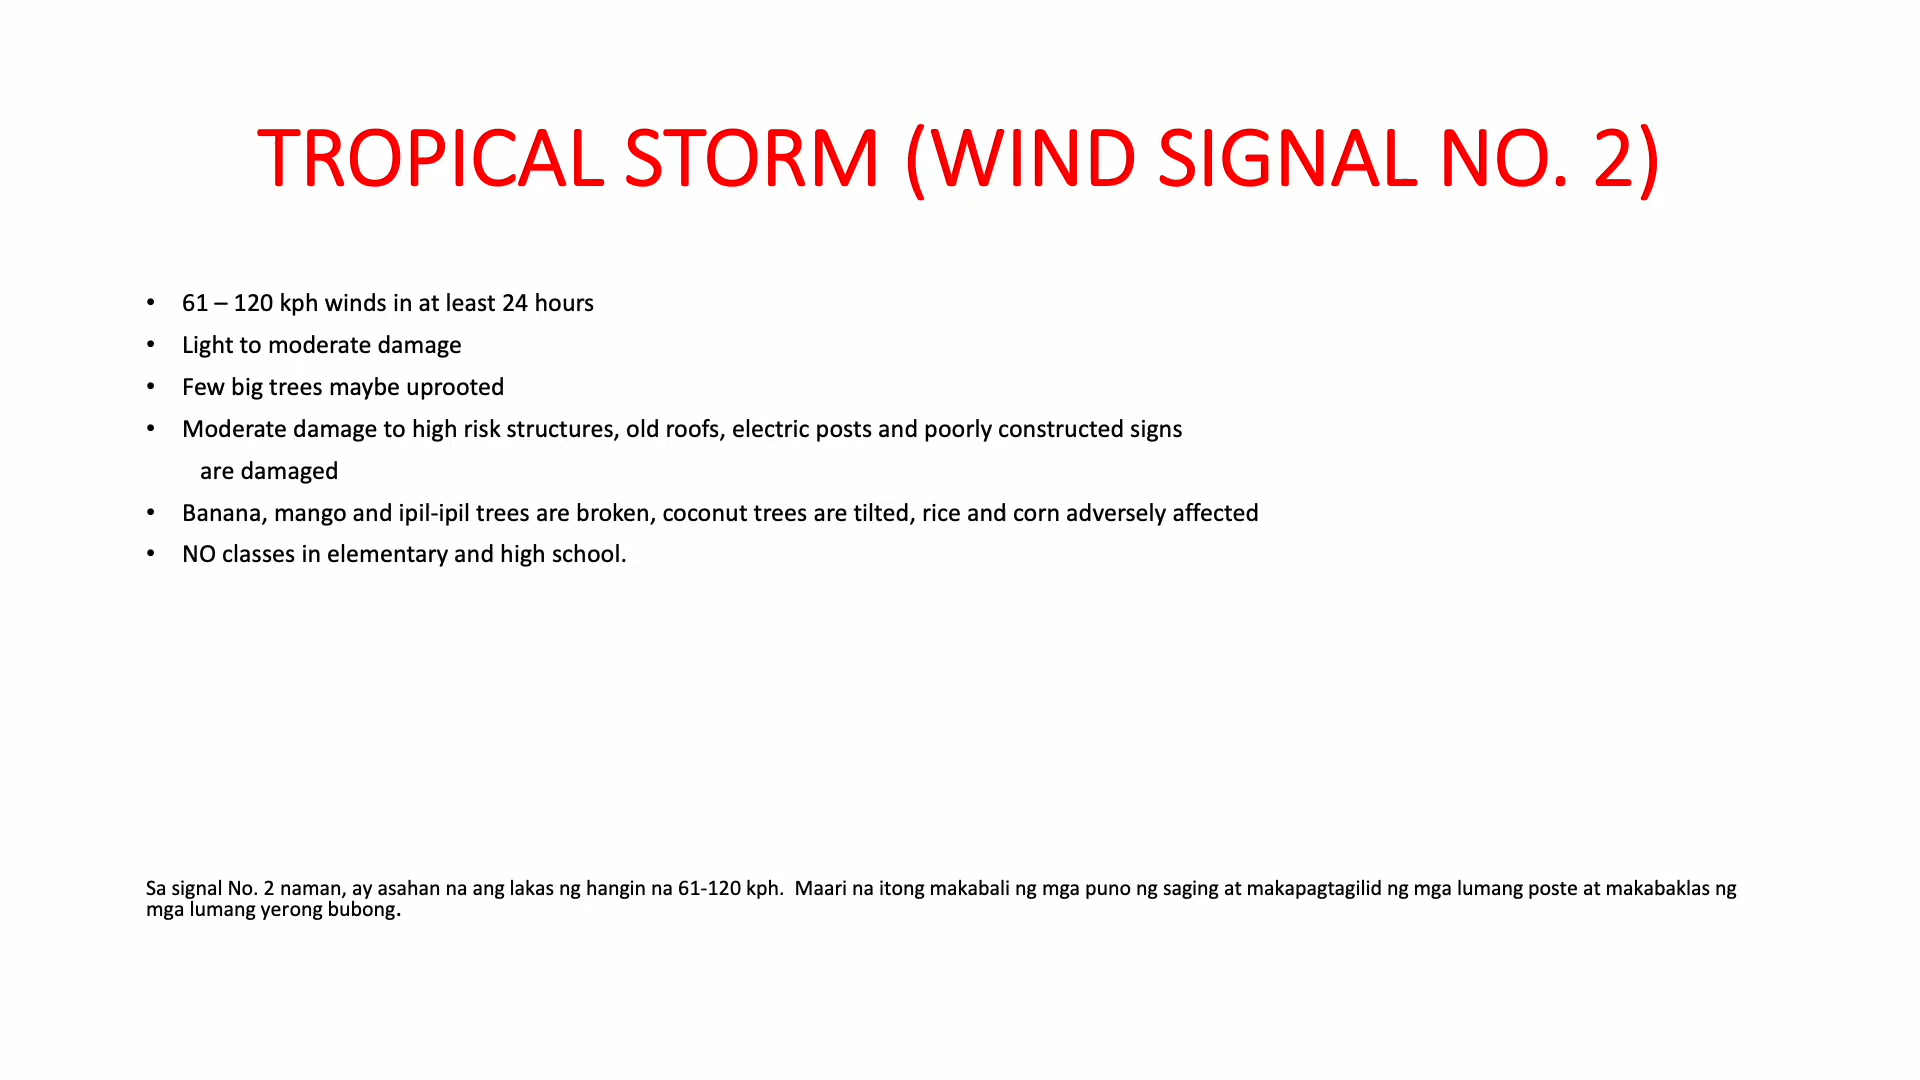 TROPICAL STORM (WIND SIGNAL NO. 2)
• 61 – 120 kph winds in at least 24 hours
• Light to moderate damage
• Few big trees maybe uprooted
• Moderate damage to high risk structures, old roofs, electric posts and poorly constructed signs
are damaged
• Banana, mango and ipil-ipil trees are broken, coconut trees are tilted, rice and corn adversely affected
• NO classes in elementary and high school.
Sa signal No. 2 naman, ay asahan na ang lakas ng hangin na 61-120 kph.  Maari na itong makabali ng mga puno ng saging at makapagtagilid ng mga lumang poste at makabaklas ng
mga lumang yerong bubong.